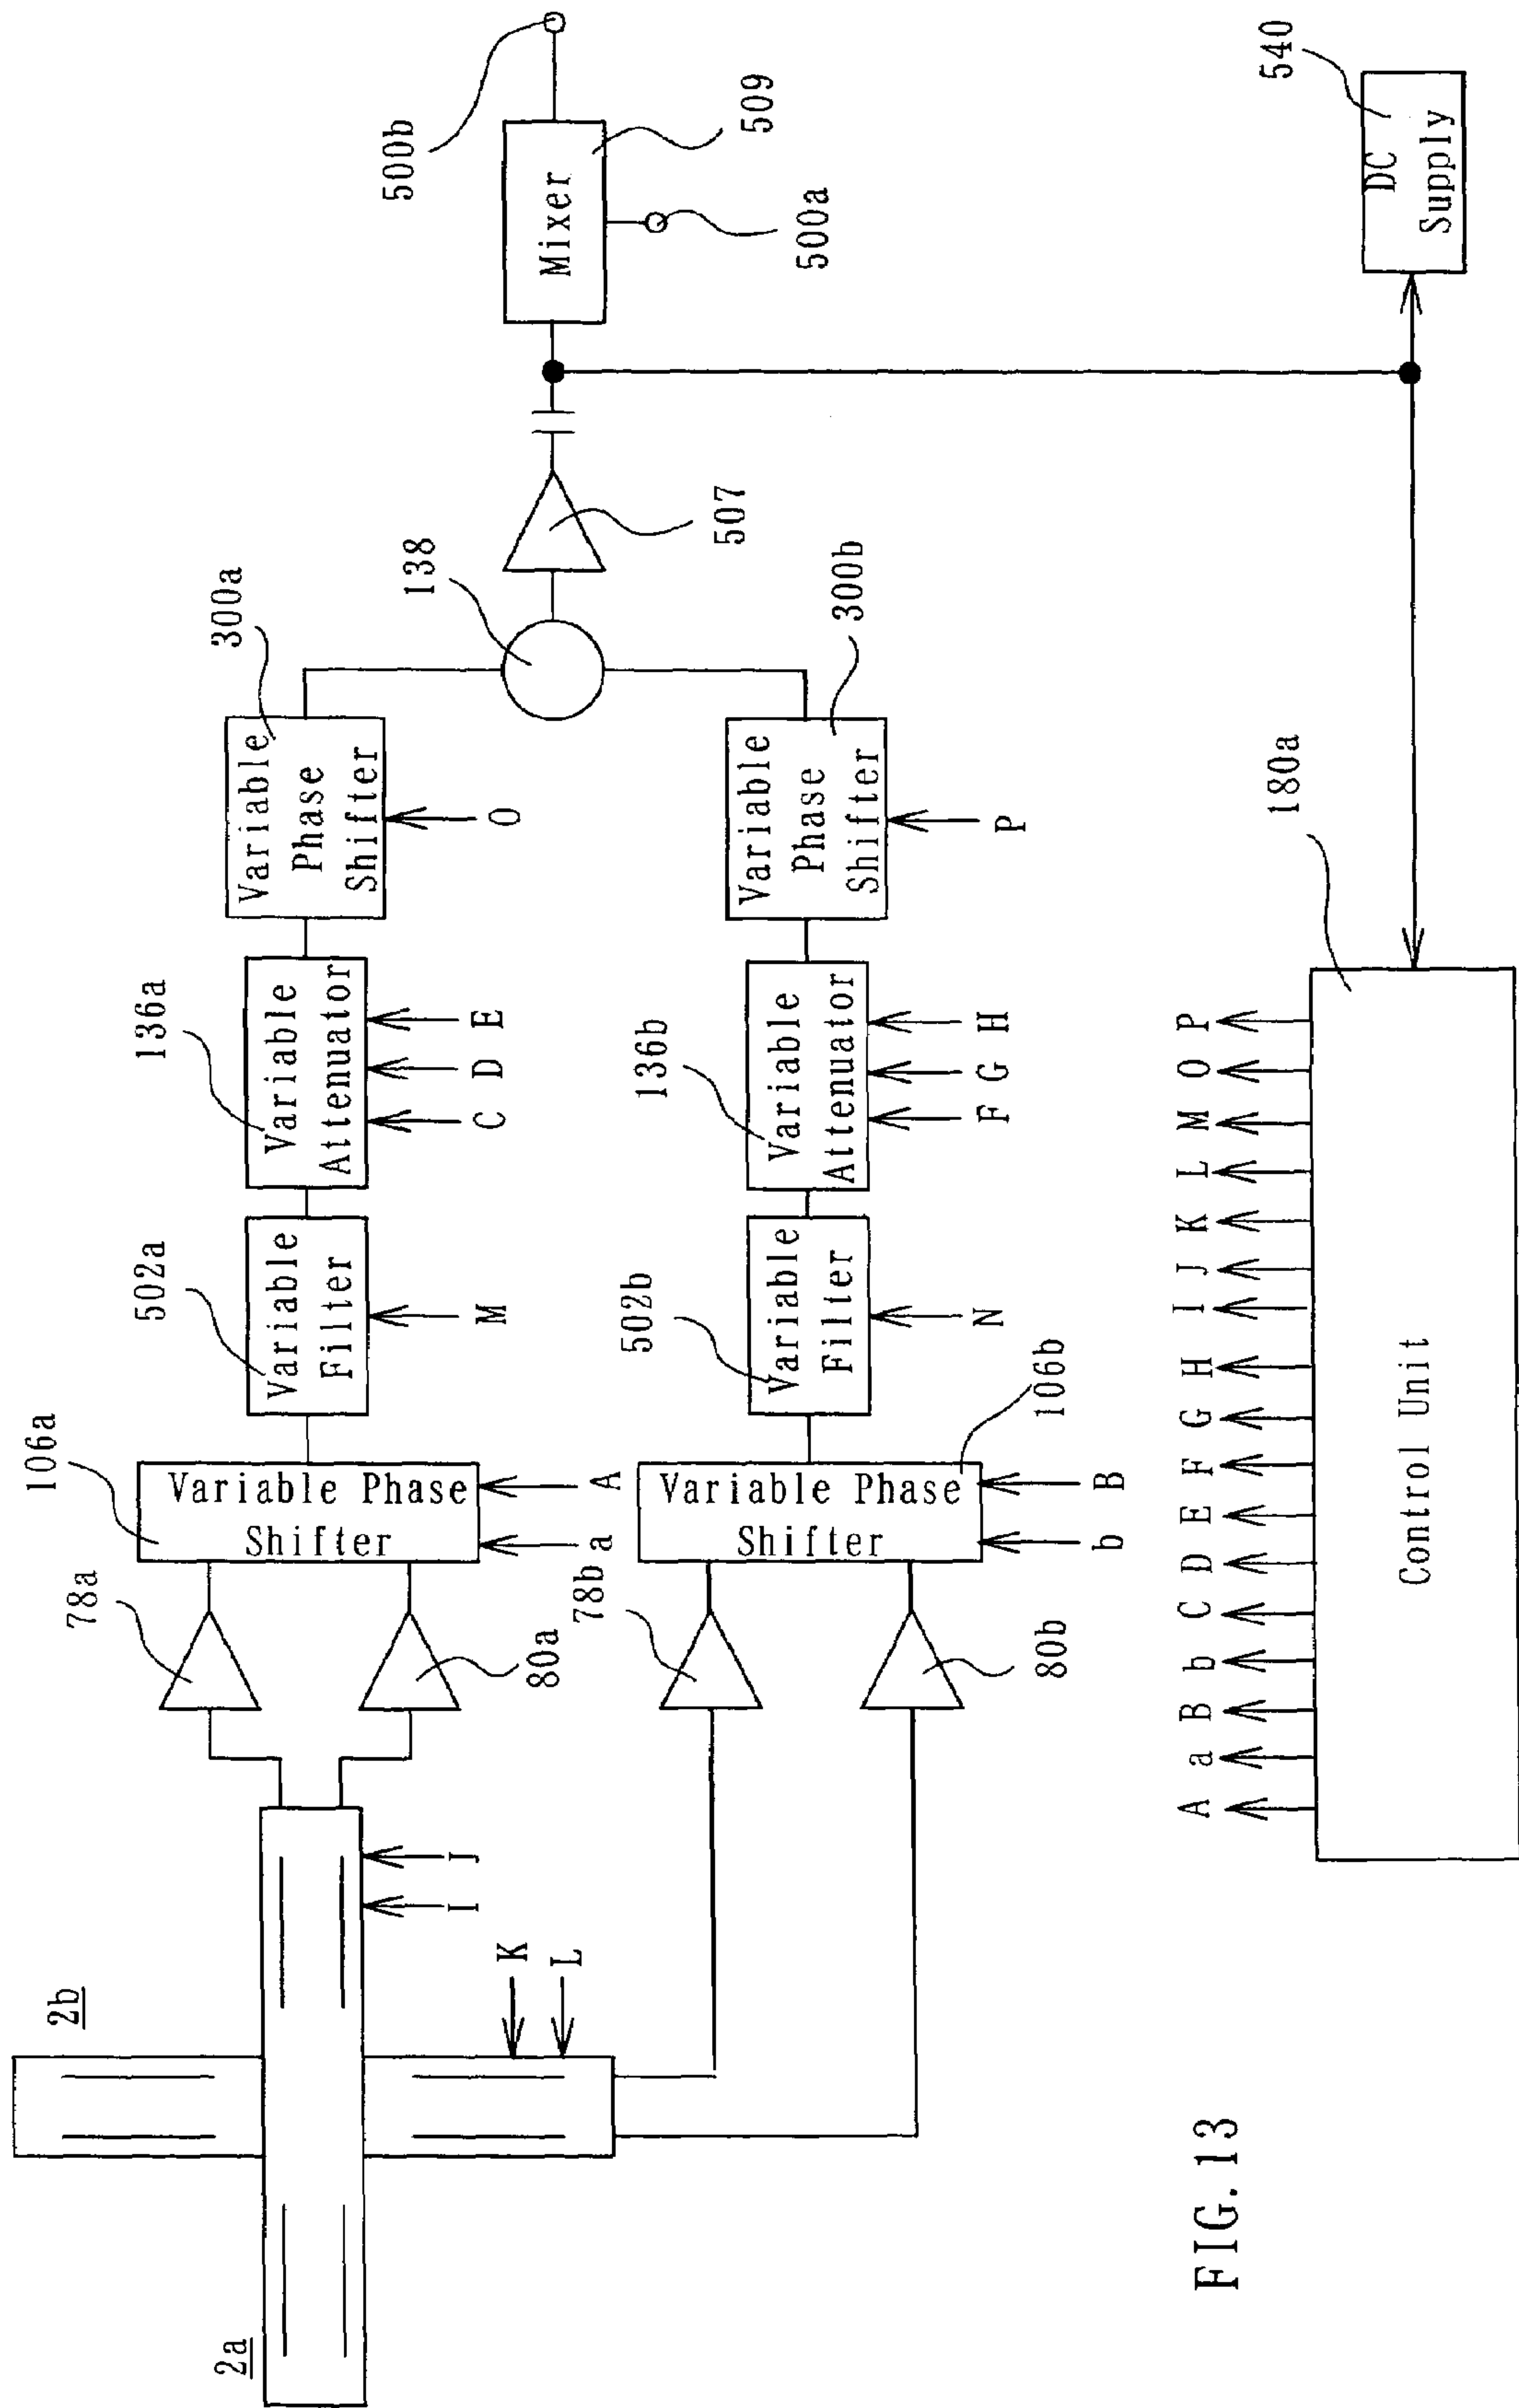 2a
2b
I
J
K
L
78a
80a
78b
80b
106a
Variable Phase
Shifter
a
A
106b
Variable Phase
Shifter
b
B
502a
Variable
Filter
M
502b
Variable
Filter
N
136a
Variable
Attenuator
C
D
E
136b
Variable
Attenuator
F
G
H
300a
Variable
Phase
Shifter
O
300b
Variable
Phase
Shifter
P
138
507
Mixer
509
500a
500b
DC
Supply
540
180a
Control Unit
A
a
B
b
C
D
E
F
G
H
I
J
K
L
M
O
P
FIG.13